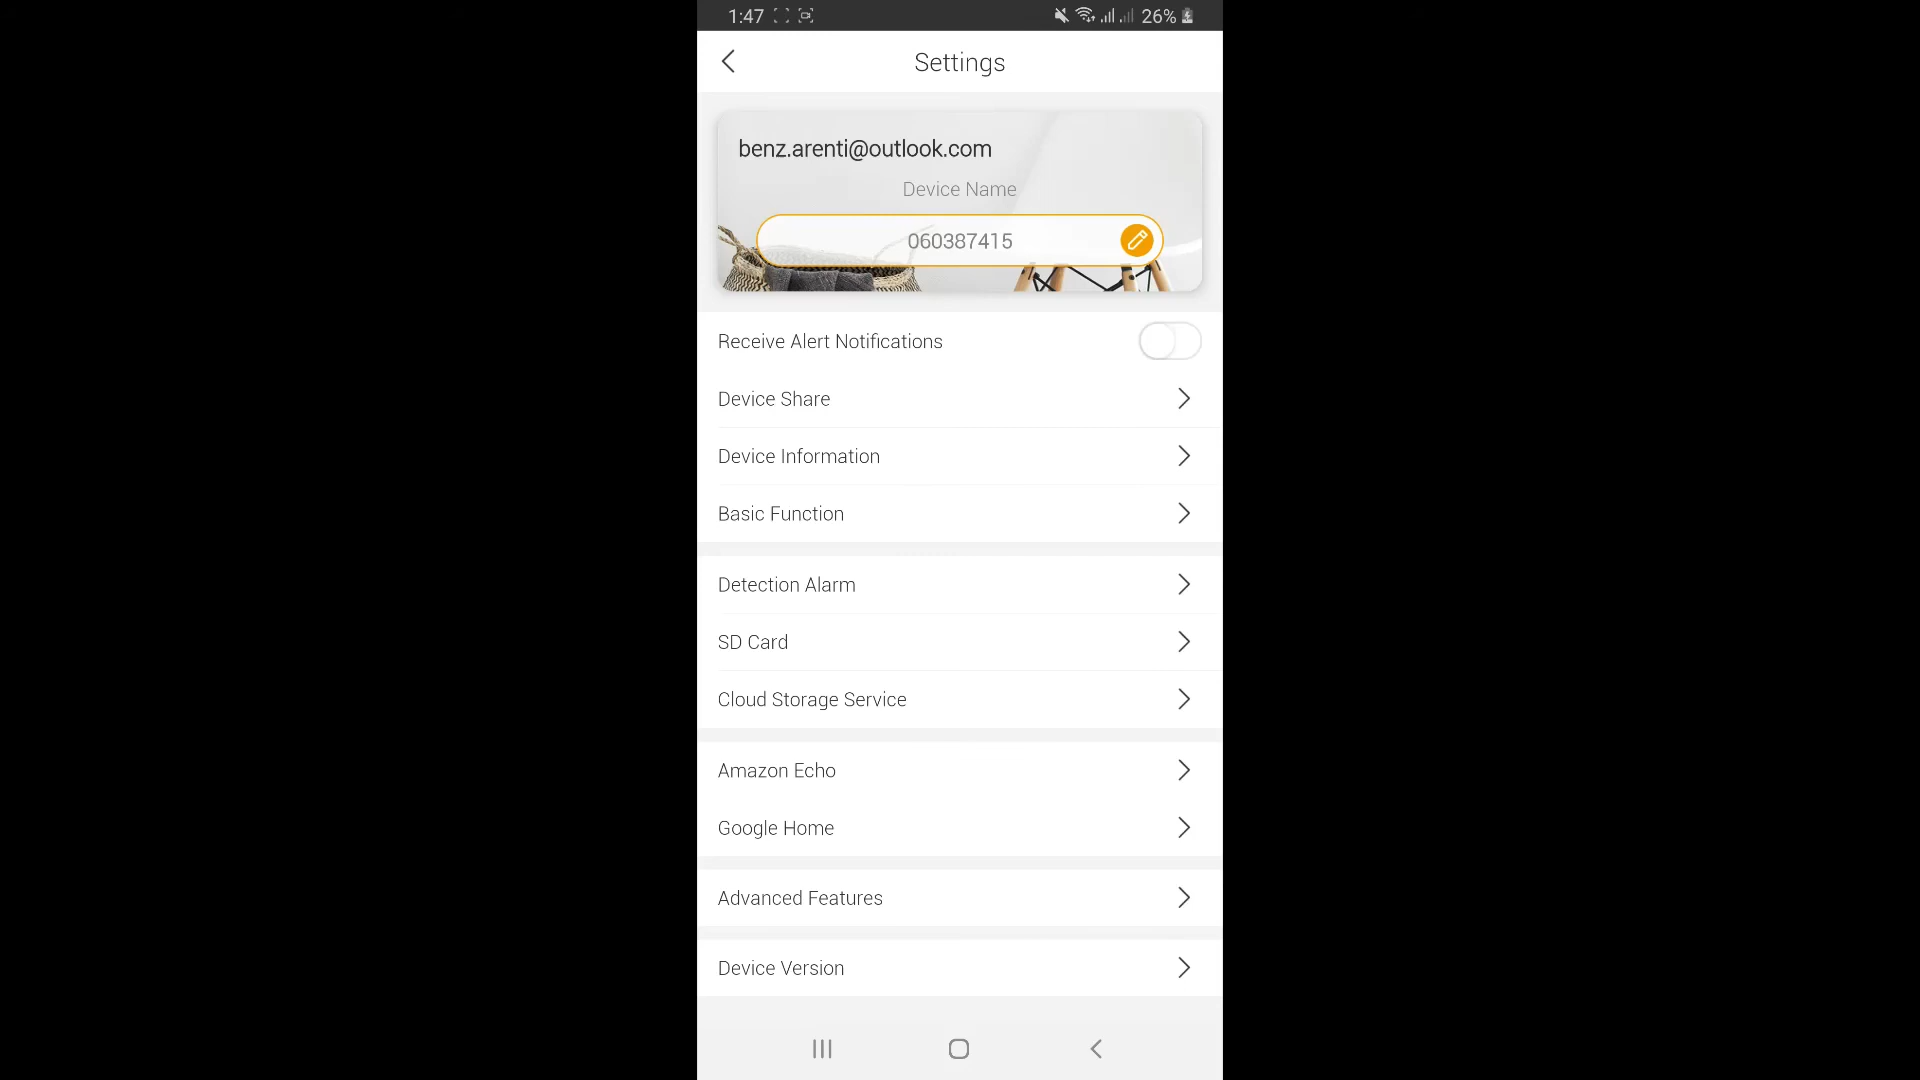 1:47 26%
Settings
benz.arenti@outlook.com
Device Name
060387415
Receive Alert Notifications
Device Share
Device Information
Basic Function
Detection Alarm
SD Card
Cloud Storage Service
Amazon Echo
Google Home
Advanced Features
Device Version